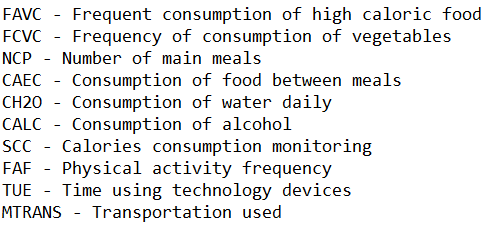 FAVC - Frequent consumption of high caloric food
FCVC - Frequency of consumption of vegetables
NCP - Number of main meals
CAEC - Consumption of food between meals
CH2O - Consumption of water daily
CALC - Consumption of alcohol
SCC - Calories consumption monitoring
FAF - Physical activity frequency
TUE - Time using technology devices
MTRANS - Transportation used